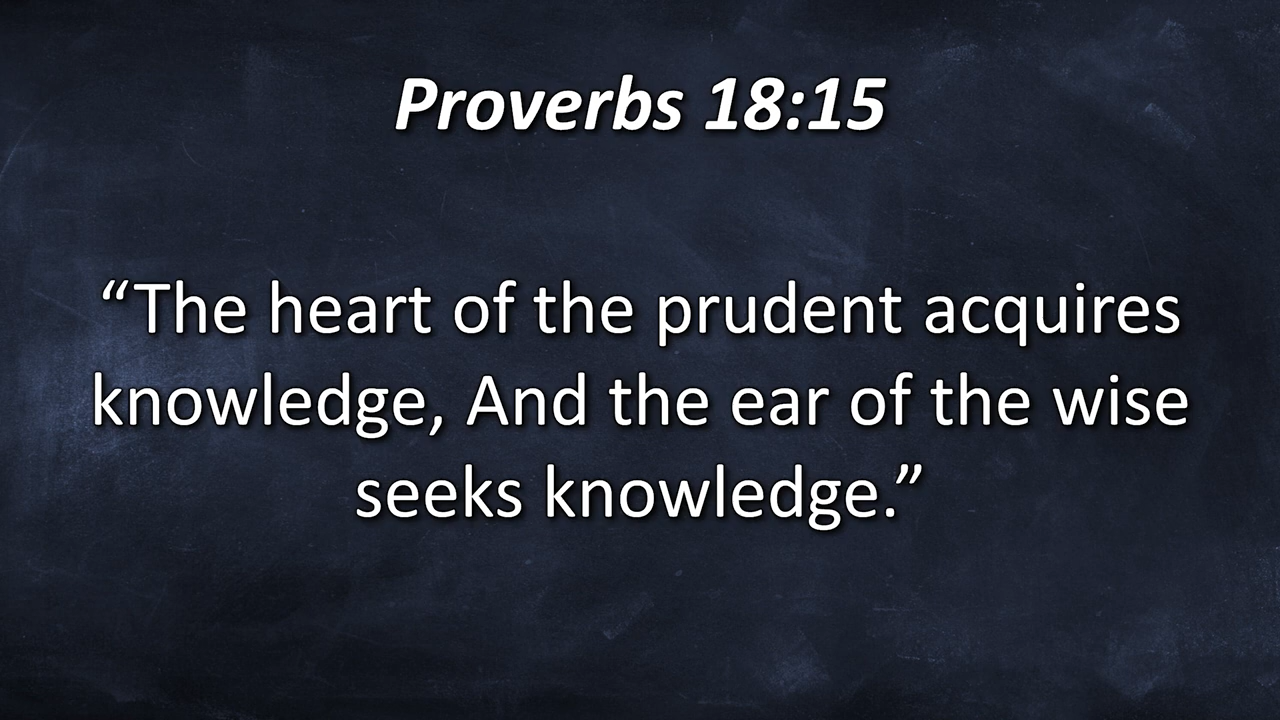 Proverbs 18:15
“The heart of the prudent acquires
knowledge, And the ear of the wise
seeks knowledge.”